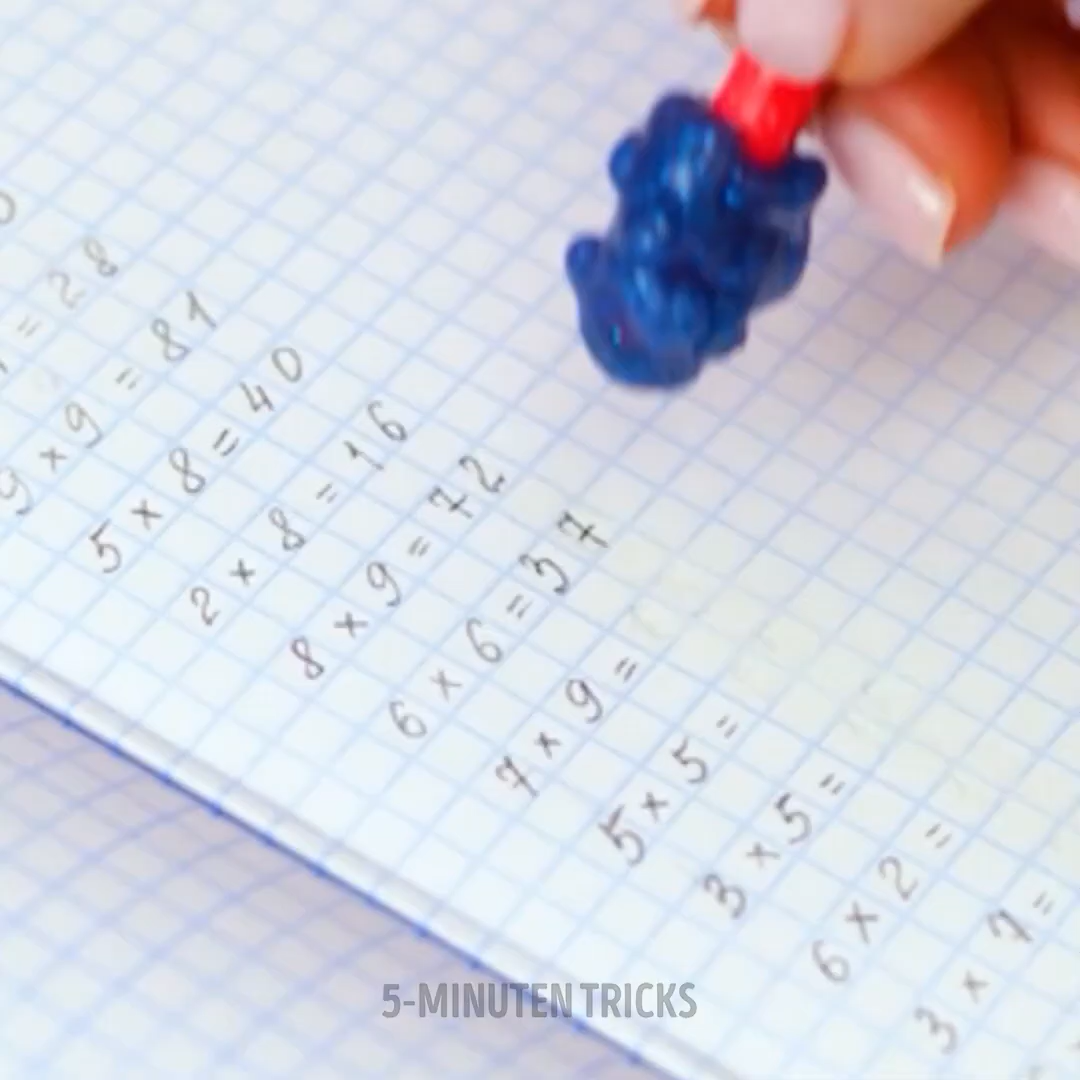 = 28
9 × 9 = 81
5 × 8 = 40
2 × 8 = 16
8 × 9 = 72
6 × 6 = 37
7 × 9 =
5 × 5 =
3 × 5 =
6 × 2 =
3 × 7 =
5-MINUTEN TRICKS